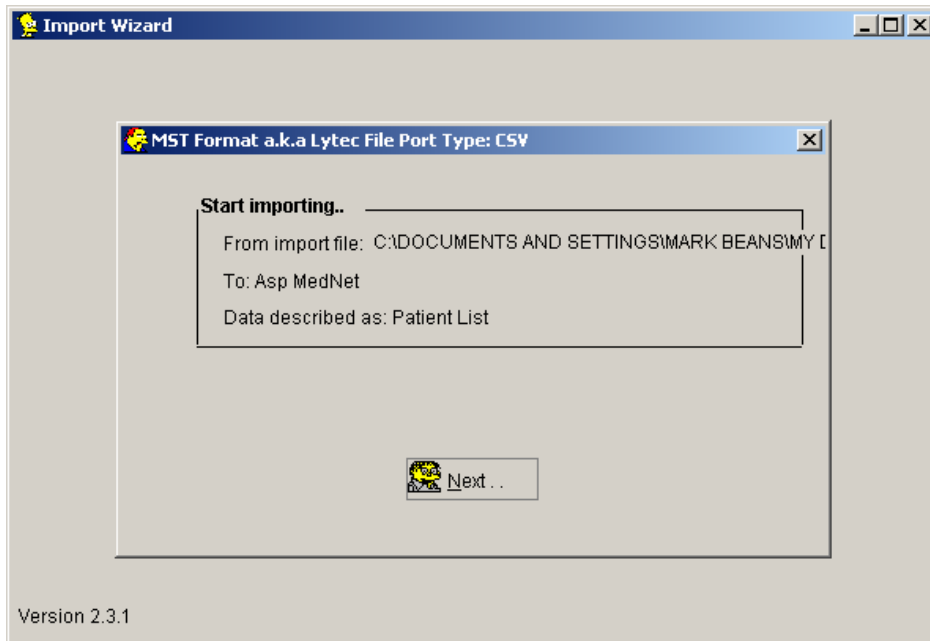 Import Wizard
MST Format a.k.a Lytec File Port Type: CSV
Start importing..
From import file: C:\DOCUMENTS AND SETTINGS\MARK BEANS\MY D
To: Asp MedNet
Data described as: Patient List
Next . .
Version 2.3.1